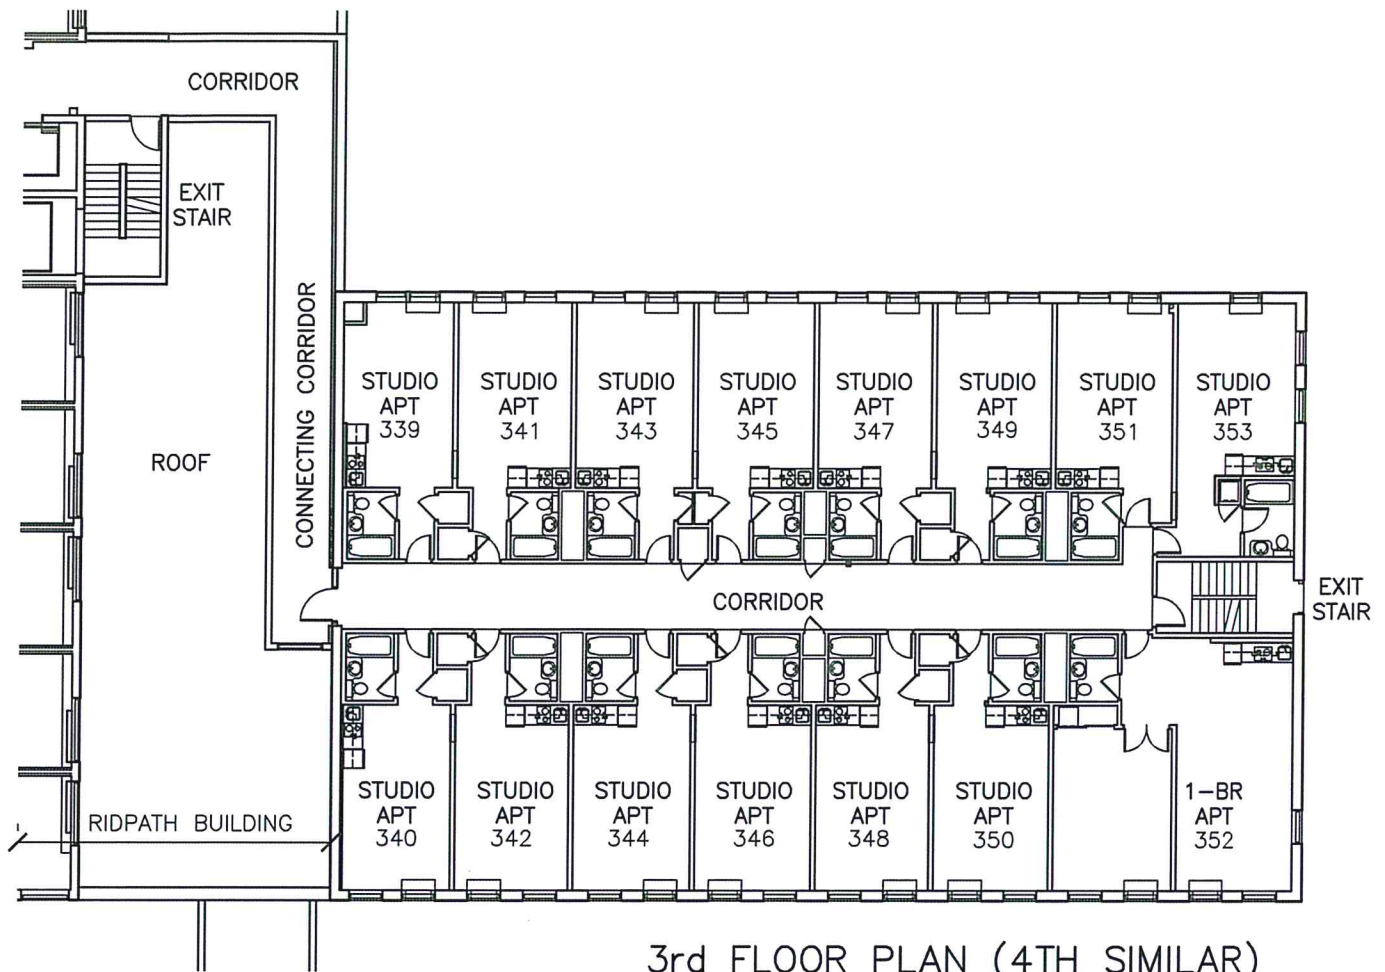 CORRIDOR
EXIT
STAIR
CONNECTING CORRIDOR
ROOF
STUDIO
APT
339
STUDIO
APT
341
STUDIO
APT
343
STUDIO
APT
345
STUDIO
APT
347
STUDIO
APT
349
STUDIO
APT
351
STUDIO
APT
353
CORRIDOR
EXIT
STAIR
STUDIO
APT
340
STUDIO
APT
342
STUDIO
APT
344
STUDIO
APT
346
STUDIO
APT
348
STUDIO
APT
350
1-BR
APT
352
RIDPATH BUILDING
3rd FLOOR PLAN (4TH SIMILAR)